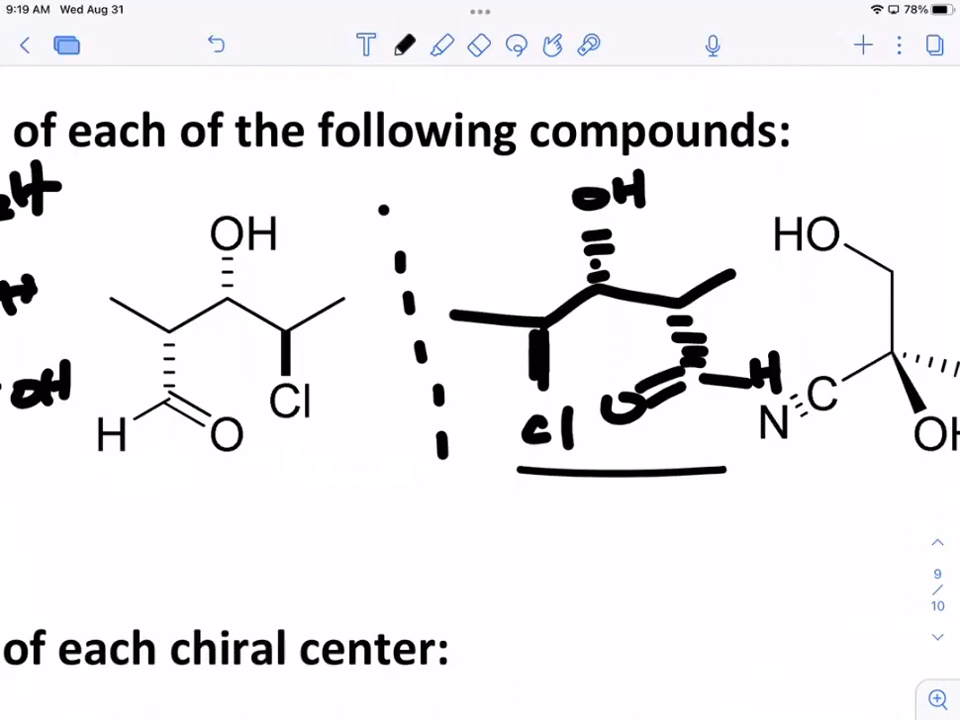 9:19 AM Wed Aug 31
78%
T
of each of the following compounds:
H
OH
OH
HO
OH
Cl
H
O
Cl
O
H
N
C
OH
9
/
10
of each chiral center: